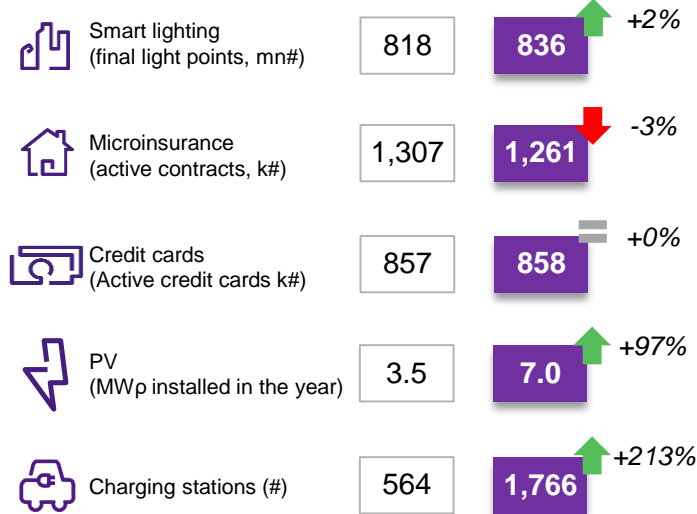 Smart lighting
(final light points, mn#)
818
836
+2%
Microinsurance
(active contracts, k#)
1,307
1,261
-3%
Credit cards
(Active credit cards k#)
857
858
+0%
PV
(MWρ installed in the year)
3.5
7.0
+97%
Charging stations (#)
564
1,766
+213%